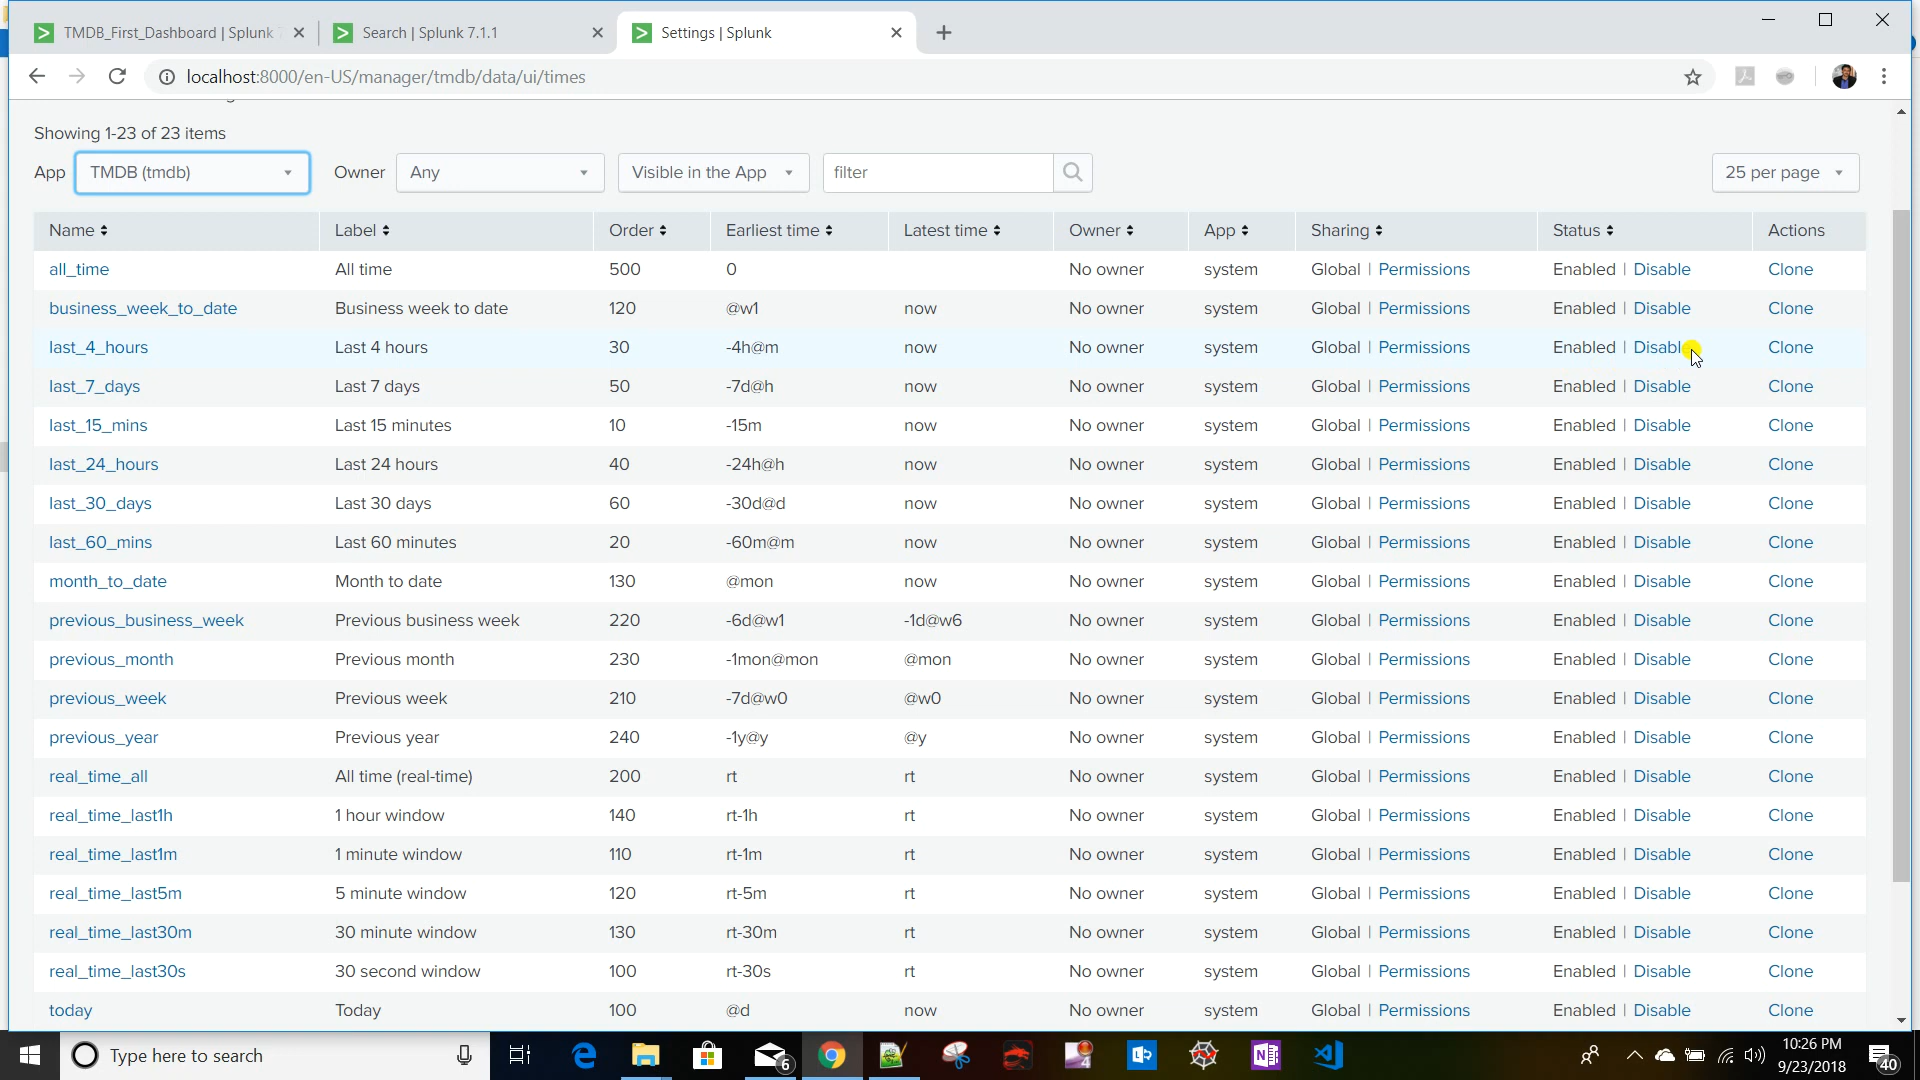 TMDB_First_Dashboard | Splunk 7
Search | Splunk 7.1.1
Settings | Splunk
localhost:8000/en-US/manager/tmdb/data/ui/times
Showing 1-23 of 23 items
App TMDB (tmdb) Owner Any Visible in the App filter 25 per page
Name Label Order Earliest time Latest time Owner App Sharing Status Actions
all_time All time 500 0 No owner system Global | Permissions Enabled | Disable Clone
business_week_to_date Business week to date 120 @w1 now No owner system Global | Permissions Enabled | Disable Clone
last_4_hours Last 4 hours 30 -4h@m now No owner system Global | Permissions Enabled | Disable Clone
last_7_days Last 7 days 50 -7d@h now No owner system Global | Permissions Enabled | Disable Clone
last_15_mins Last 15 minutes 10 -15m now No owner system Global | Permissions Enabled | Disable Clone
last_24_hours Last 24 hours 40 -24h@h now No owner system Global | Permissions Enabled | Disable Clone
last_30_days Last 30 days 60 -30d@d now No owner system Global | Permissions Enabled | Disable Clone
last_60_mins Last 60 minutes 20 -60m@m now No owner system Global | Permissions Enabled | Disable Clone
month_to_date Month to date 130 @mon now No owner system Global | Permissions Enabled | Disable Clone
previous_business_week Previous business week 220 -6d@w1 -1d@w6 No owner system Global | Permissions Enabled | Disable Clone
previous_month Previous month 230 -1mon@mon @mon No owner system Global | Permissions Enabled | Disable Clone
previous_week Previous week 210 -7d@w0 @w0 No owner system Global | Permissions Enabled | Disable Clone
previous_year Previous year 240 -1y@y @y No owner system Global | Permissions Enabled | Disable Clone
real_time_all All time (real-time) 200 rt rt No owner system Global | Permissions Enabled | Disable Clone
real_time_last1h 1 hour window 140 rt-1h rt No owner system Global | Permissions Enabled | Disable Clone
real_time_last1m 1 minute window 110 rt-1m rt No owner system Global | Permissions Enabled | Disable Clone
real_time_last5m 5 minute window 120 rt-5m rt No owner system Global | Permissions Enabled | Disable Clone
real_time_last30m 30 minute window 130 rt-30m rt No owner system Global | Permissions Enabled | Disable Clone
real_time_last30s 30 second window 100 rt-30s rt No owner system Global | Permissions Enabled | Disable Clone
today Today 100 @d now No owner system Global | Permissions Enabled | Disable Clone
Type here to search
6
4
10:26 PM
9/23/2018
40